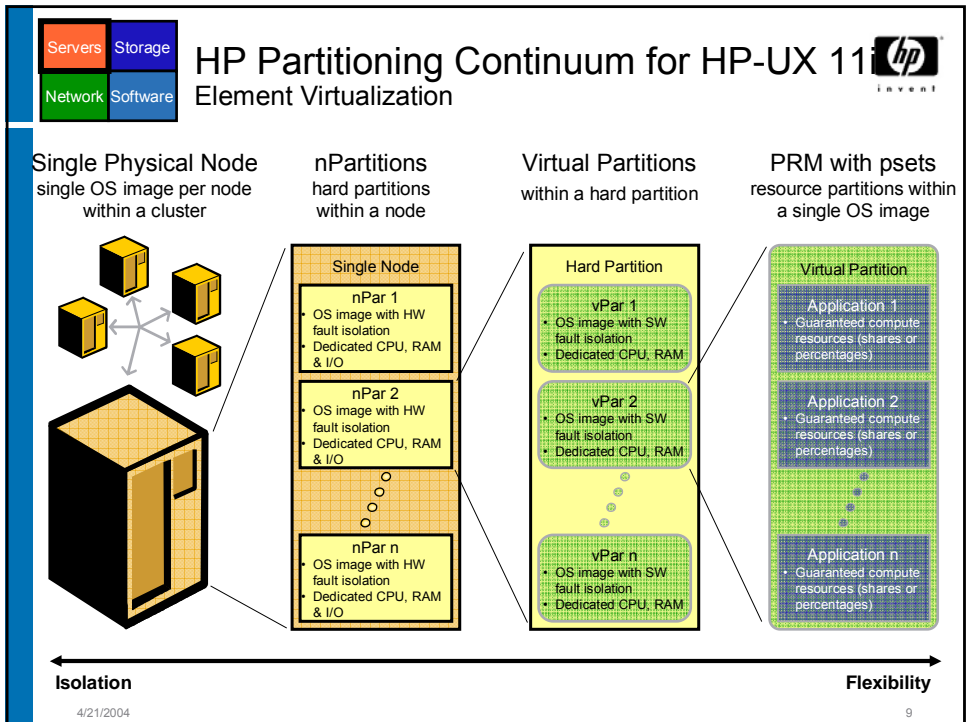 Servers Storage
Network Software
HP Partitioning Continuum for HP-UX 11i
Element Virtualization
hp
invent
Single Physical Node
single OS image per node
within a cluster
nPartitions
hard partitions
within a node
Virtual Partitions
within a hard partition
PRM with psets
resource partitions within
a single OS image
Single Node
nPar 1
• OS image with HW
fault isolation
• Dedicated CPU, RAM
& I/O
nPar 2
• OS image with HW
fault isolation
• Dedicated CPU, RAM
& I/O
nPar n
• OS image with HW
fault isolation
• Dedicated CPU, RAM
& I/O
Hard Partition
vPar 1
• OS image with SW
fault isolation
• Dedicated CPU, RAM
vPar 2
• OS image with SW
fault isolation
• Dedicated CPU, RAM
vPar n
• OS image with SW
fault isolation
• Dedicated CPU, RAM
Virtual Partition
Application 1
• Guaranteed compute
resources (shares or
percentages)
Application 2
• Guaranteed compute
resources (shares or
percentages)
Application n
• Guaranteed compute
resources (shares or
percentages)
Isolation
Flexibility
4/21/2004
9